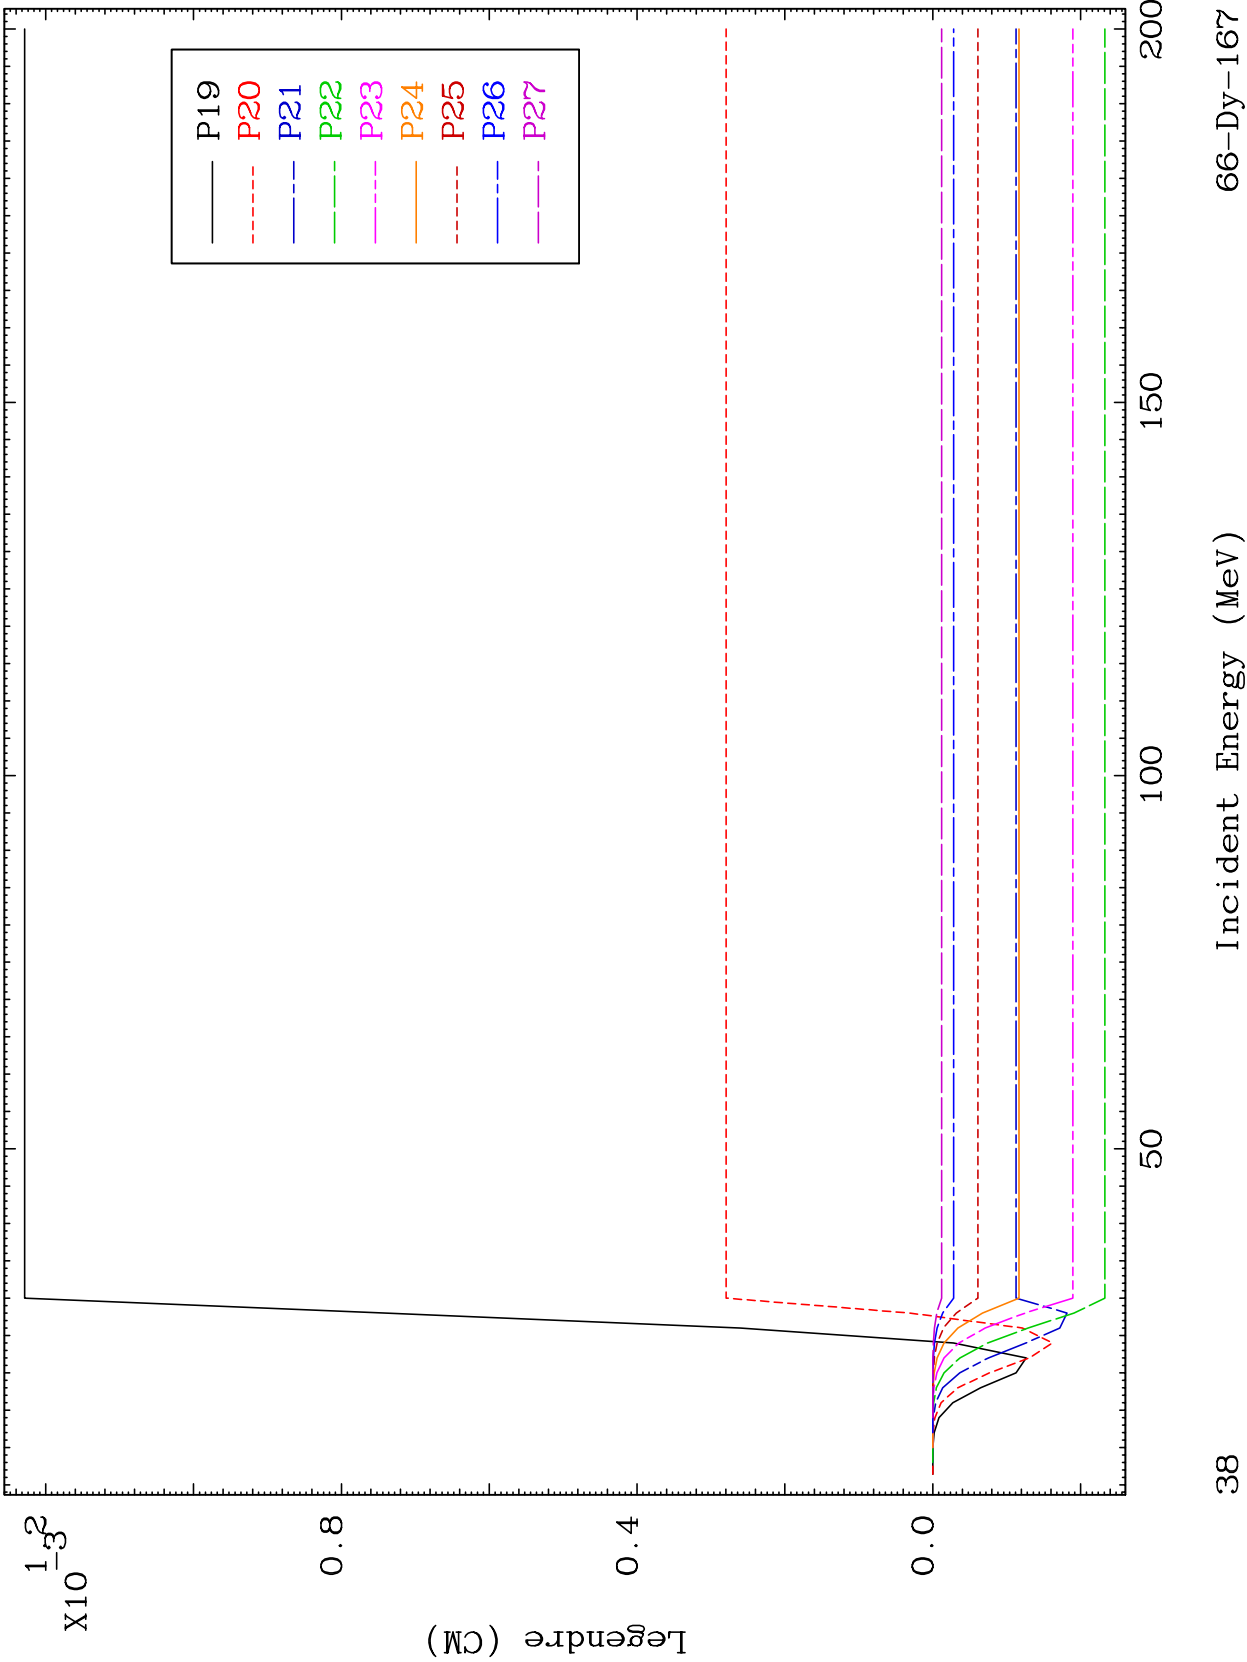 P19
P20
P21
P22
P23
P24
P25
P26
P27
Legendre (CM)
X10
-3
1.2
0.8
0.4
0.0
50
100
150
200
38
Incident Energy (MeV)
66-Dy-167